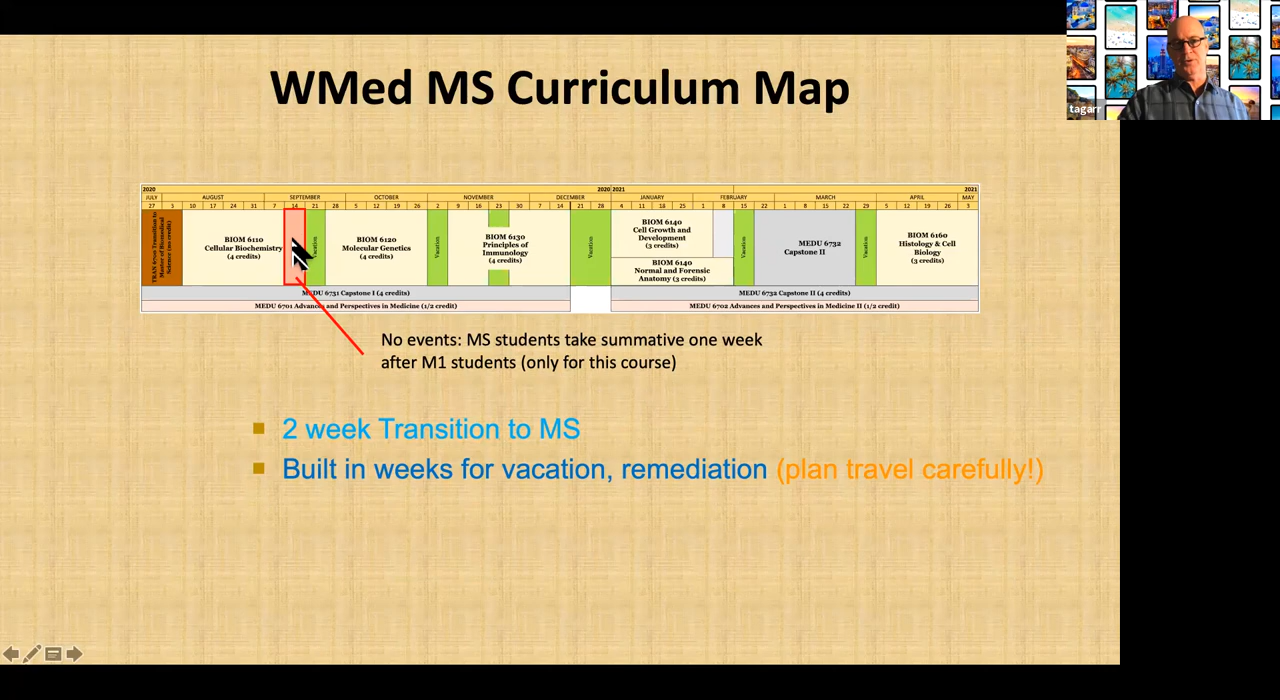 WMed MS Curriculum Map
tagarr
2020 2020 2021 2021
JULY AUGUST SEPTEMBER OCTOBER NOVEMBER DECEMBER JANUARY FEBRUARY MARCH APRIL MAY
27 3 10 17 24 31 7 14 21 28 5 12 19 26 2 9 16 23 30 7 14 21 28 4 11 18 25 1 8 15 22 1 8 15 22 29 5 12 19 26 3
TRAN 6000 Transition to
Master of Biomedical
Science (no credits)
BIOM 6110
Cellular Biochemistry
(4 credits)
Vacation
BIOM 6120
Molecular Genetics
(4 credits)
Vacation
BIOM 6130
Principles of
Immunology
(4 credits)
Vacation
BIOM 6140
Cell Growth and
Development
(3 credits)
BIOM 6140
Normal and Forensic
Anatomy (3 credits)
Vacation
MEDU 6732
Capstone II
Vacation
BIOM 6160
Histology & Cell
Biology
(3 credits)
MEDU 6731 Capstone I (4 credits)
MEDU 6732 Capstone II (4 credits)
MEDU 6701 Advances and Perspectives in Medicine (1/2 credit)
MEDU 6702 Advances and Perspectives in Medicine II (1/2 credit)
No events: MS students take summative one week
after M1 students (only for this course)
2 week Transition to MS
Built in weeks for vacation, remediation (plan travel carefully!)